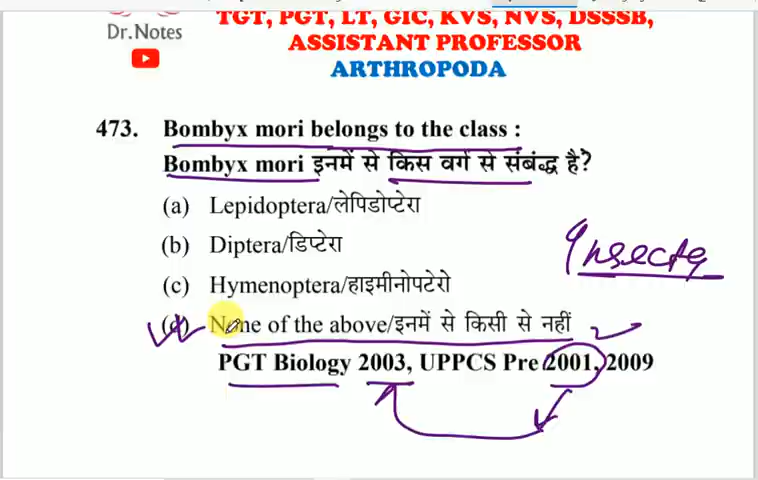 Dr.Notes
TGT, PGT, LT, GIC, KVS, NVS, DSSSB,
ASSISTANT PROFESSOR
ARTHROPODA
473. Bombyx mori belongs to the class :
Bombyx mori इनमें से किस वर्ग से संबंद्ध है?
(a) Lepidoptera/लेपिडोप्टेरा
(b) Diptera/डिप्टेरा
Insecta
(c) Hymenoptera/हाइमीनोपटेरो
(d) None of the above/इनमें से किसी से नहीं
PGT Biology 2003, UPPCS Pre 2001, 2009